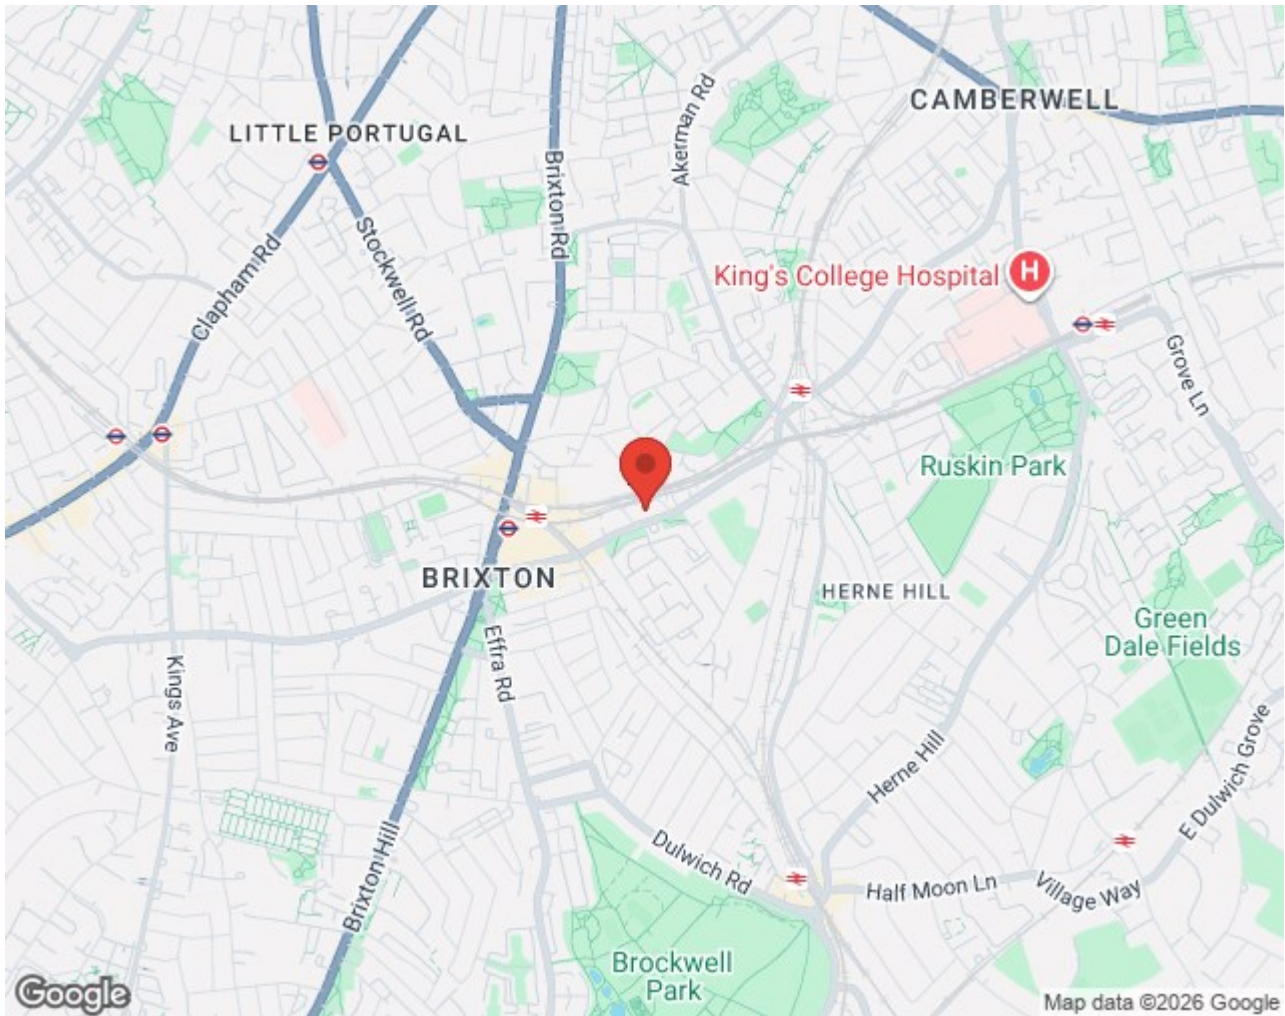 CAMBERWELL
LITTLE PORTUGAL
Akerman Rd
Brixton Rd
Stockwell Rd
Clapham Rd
King's College Hospital
H
Grove Ln
Ruskin Park
BRIXTON
HERNE HILL
Green
Dale Fields
Effra Rd
Kings Ave
Herne Hill
E Dulwich Grove
Brixton Hill
Dulwich Rd
Half Moon Ln
Village Way
Brockwell
Park
Google
Map data ©2026 Google